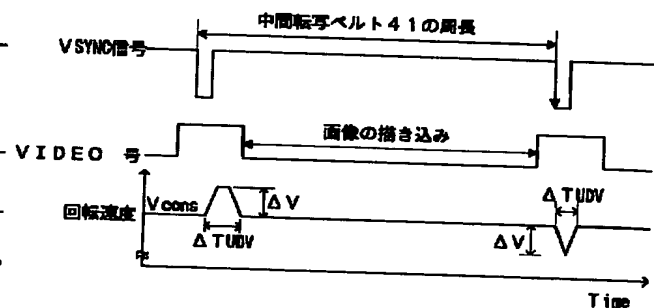 中間転写ベルト41の周長
VSYNC信号
画像の描き込み
VIDEO 号
Vcons
ΔV
回転速度
ΔTUDV
ΔTUDV
ΔV
Time